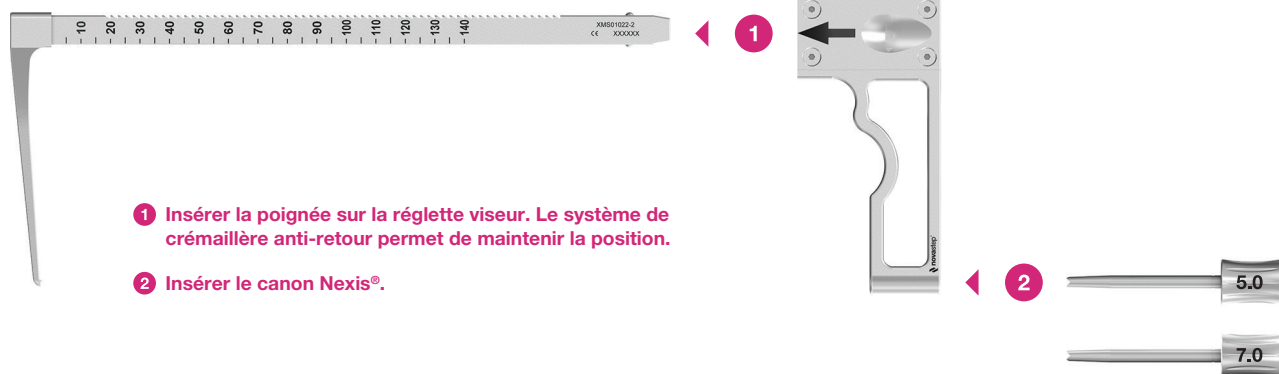 10 20 30 40 50 60 70 80 90 100 110 120 130 140
XMS01022-2
CE XXXXXX
1
1 Insérer la poignée sur la réglette viseur. Le système de
crémaillère anti-retour permet de maintenir la position.
2 Insérer le canon Nexis®.
novastep
2
5.0
7.0